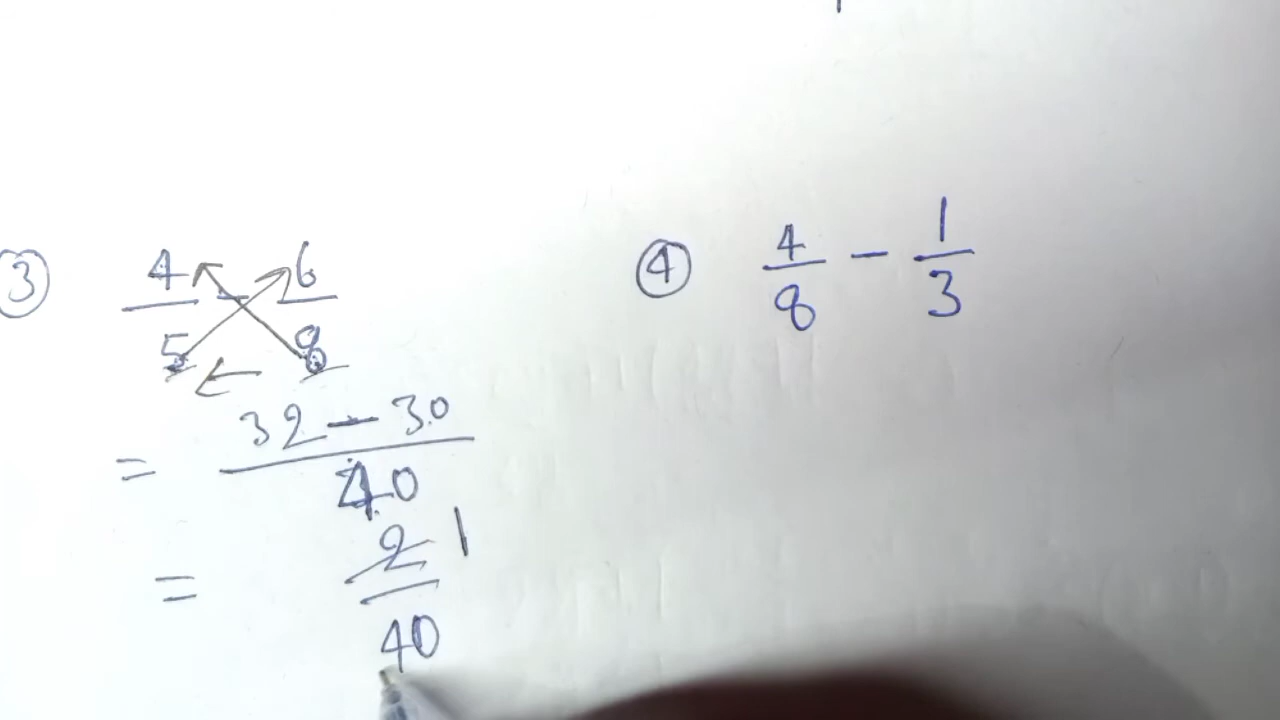 ③ 4/5 - 6/8
= 32 - 30 / 40
= 2/40 1
④ 4/8 - 1/3